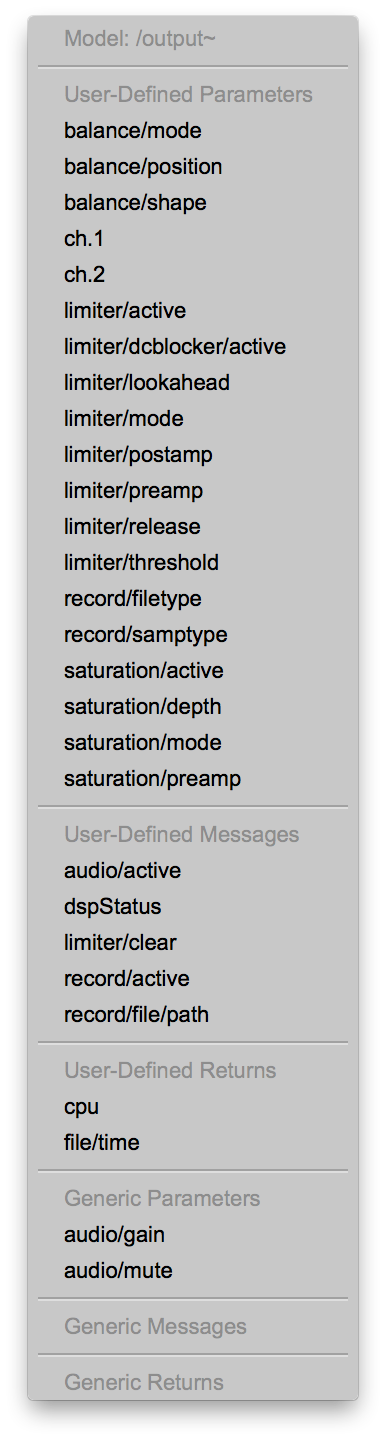 Model: /output~
User-Defined Parameters
balance/mode
balance/position
balance/shape
ch.1
ch.2
limiter/active
limiter/dcblocker/active
limiter/lookahead
limiter/mode
limiter/postamp
limiter/preamp
limiter/release
limiter/threshold
record/filetype
record/samptype
saturation/active
saturation/depth
saturation/mode
saturation/preamp
User-Defined Messages
audio/active
dspStatus
limiter/clear
record/active
record/file/path
User-Defined Returns
cpu
file/time
Generic Parameters
audio/gain
audio/mute
Generic Messages
Generic Returns